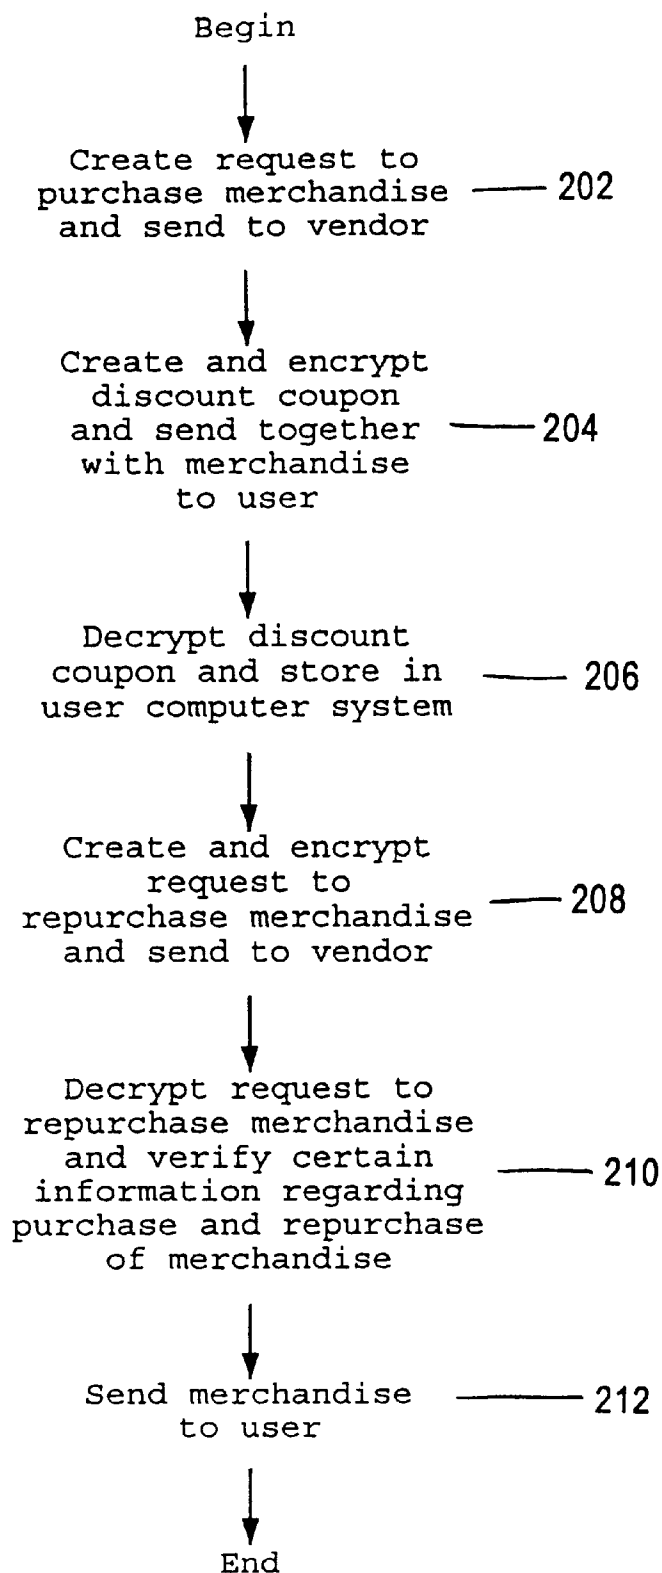 Begin
Create request to
purchase merchandise
and send to vendor
202
Create and encrypt
discount coupon
and send together
with merchandise
to user
204
Decrypt discount
coupon and store in
user computer system
206
Create and encrypt
request to
repurchase merchandise
and send to vendor
208
Decrypt request to
repurchase merchandise
and verify certain
information regarding
purchase and repurchase
of merchandise
210
Send merchandise
to user
212
End